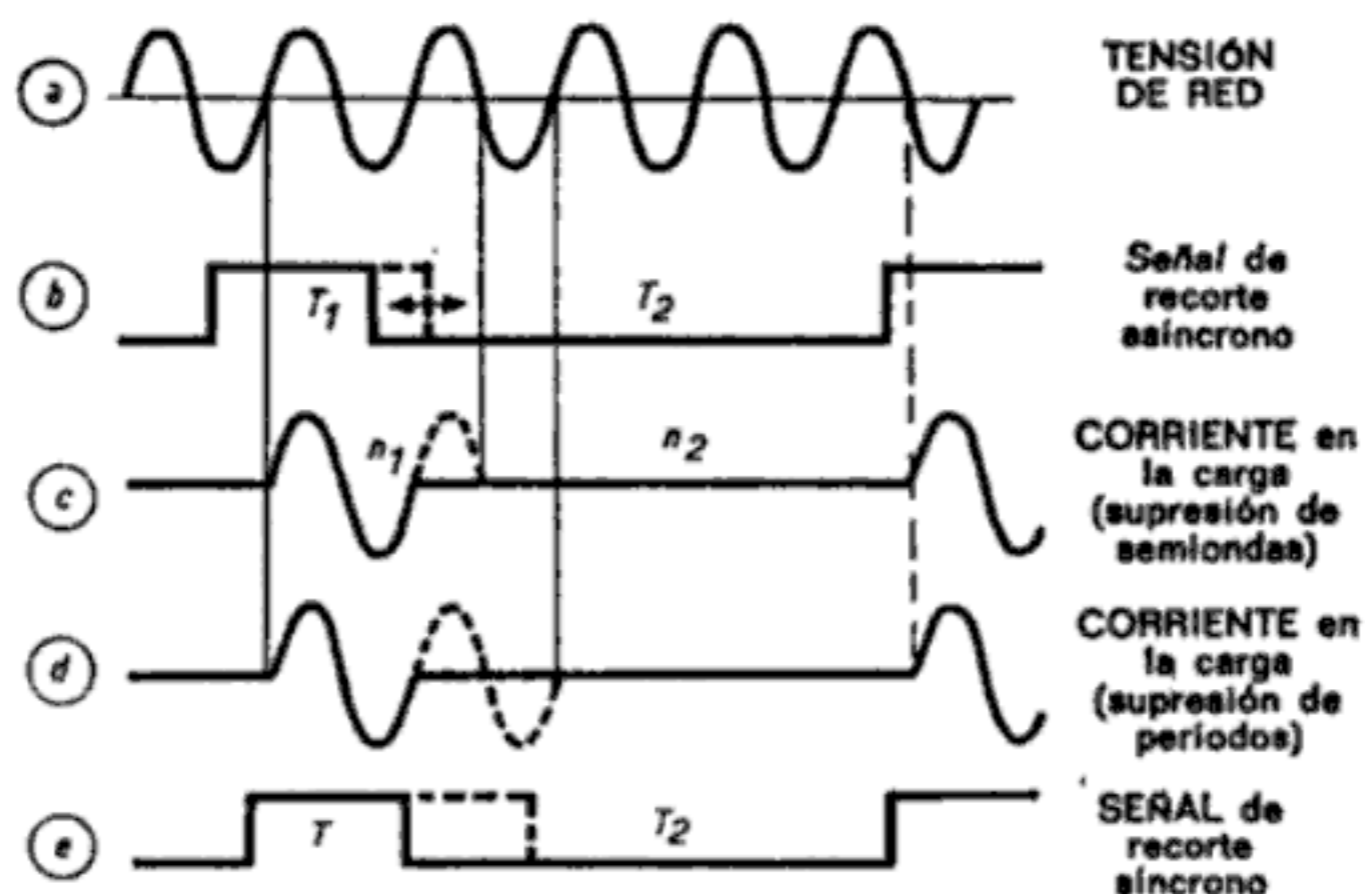 a
TENSIÓN
DE RED
b
T1
T2
Señal de
recorte
asíncrono
c
n1
n2
CORRIENTE en
la carga
(supresión de
semiondas)
d
CORRIENTE en
la carga
(supresión de
períodos)
e
T
T2
SEÑAL de
recorte
síncrono